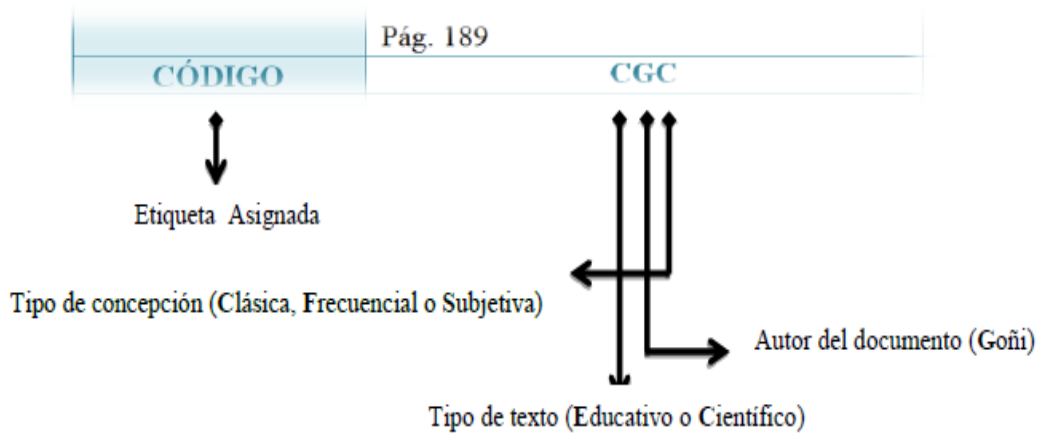 Pág. 189
CÓDIGO CGC
Etiqueta Asignada
Tipo de concepción (Clásica, Frecuencial o Subjetiva)
Autor del documento (Goñi)
Tipo de texto (Educativo o Científico)